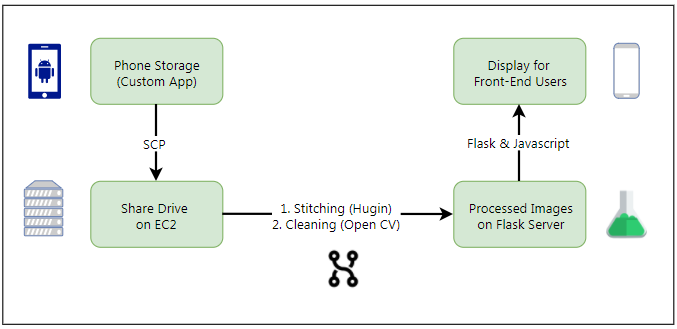 Phone Storage
(Custom App)
Display for
Front-End Users
SCP
Flask & Javascript
Share Drive
on EC2
1. Stitching (Hugin)
2. Cleaning (Open CV)
Processed Images
on Flask Server